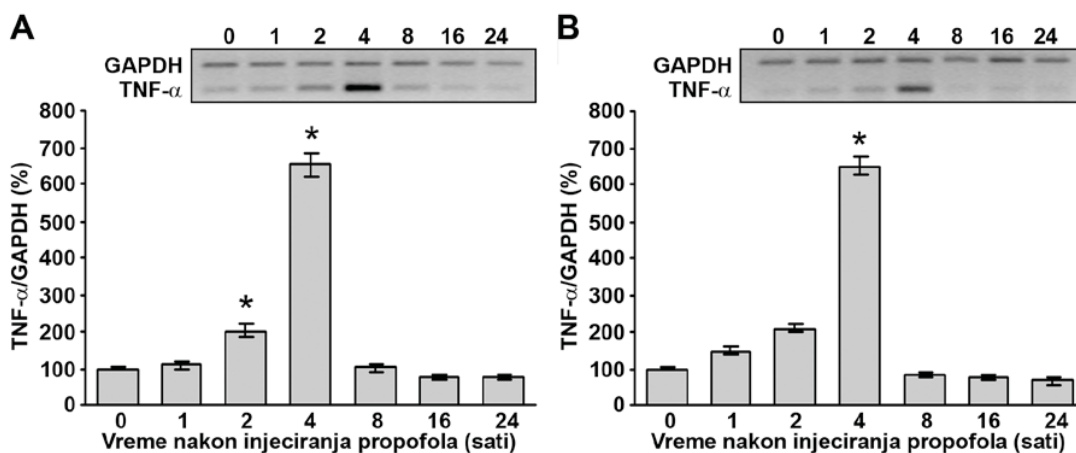 A
0 1 2 4 8 16 24
GAPDH
TNF-α
800
700
600
500
400
300
200
100
0
TNF-α/GAPDH (%)
*
*
0 1 2 4 8 16 24
Vreme nakon injeciranja propofola (sati)
B
0 1 2 4 8 16 24
GAPDH
TNF-α
800
700
600
500
400
300
200
100
0
TNF-α/GAPDH (%)
*
0 1 2 4 8 16 24
Vreme nakon injeciranja propofola (sati)